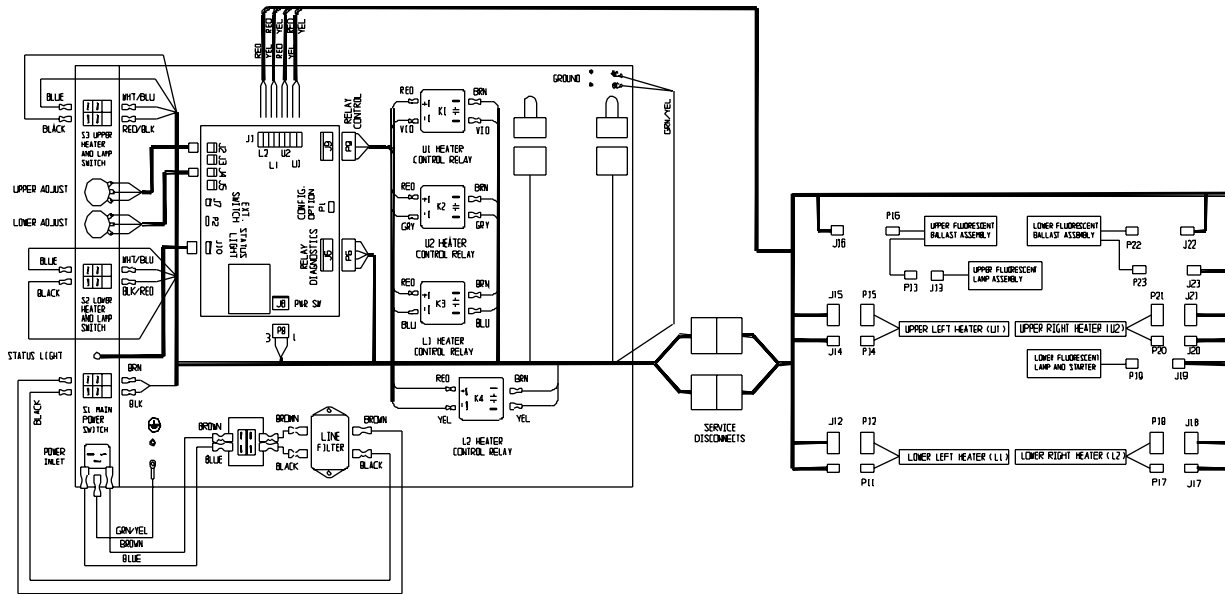 RED
YEL
RED
YEL
RED
YEL
GROUND
GRN/YEL
BLUE
BLACK
WHT/BLU
RED/BLK
S3 UPPER
HEATER
AND LAMP
SWITCH
UPPER ADJUST
LOWER ADJUST
BLUE
BLACK
WHT/BLU
BLK/RED
S2 LOWER
HEATER
AND LAMP
SWITCH
STATUS LIGHT
BRN
BLK
BLACK
S1 MAIN
POWER
SWITCH
POWER
INLET
GRN/YEL
BROWN
BLUE
J1
L2
U2
L1
U1
J2
J3
J4
J5
J7
P2
J10
EXT. STATUS
SWITCH LIGHT
CONFIG.
OPTION
P1
RELAY
DIAGNOSTICS
J6
P6
J9
P9
RELAY
CONTROL
J8
PWR SW
P8
3
1
RED
VIO
K1
BRN
VIO
U1 HEATER
CONTROL RELAY
RED
GRY
K2
BRN
GRY
U2 HEATER
CONTROL RELAY
RED
BLU
K3
BRN
BLU
L1 HEATER
CONTROL RELAY
RED
YEL
K4
BRN
YEL
L2 HEATER
CONTROL RELAY
BROWN
BLUE
BROWN
BLACK
LINE
FILTER
BROWN
BLACK
SERVICE
DISCONNECTS
J16
P16
UPPER FLUORESCENT
BALLAST ASSEMBLY
LOWER FLUORESCENT
BALLAST ASSEMBLY
P22
J22
P13
J13
UPPER FLUORESCENT
LAMP ASSEMBLY
P23
J23
J15
P15
P21
J21
UPPER LEFT HEATER (U1)
UPPER RIGHT HEATER (U2)
J14
P14
P20
J20
LOWER FLUORESCENT
LAMP AND STARTER
P19
J19
J12
P12
P18
J18
LOWER LEFT HEATER (L1)
LOWER RIGHT HEATER (L2)
P11
P17
J17